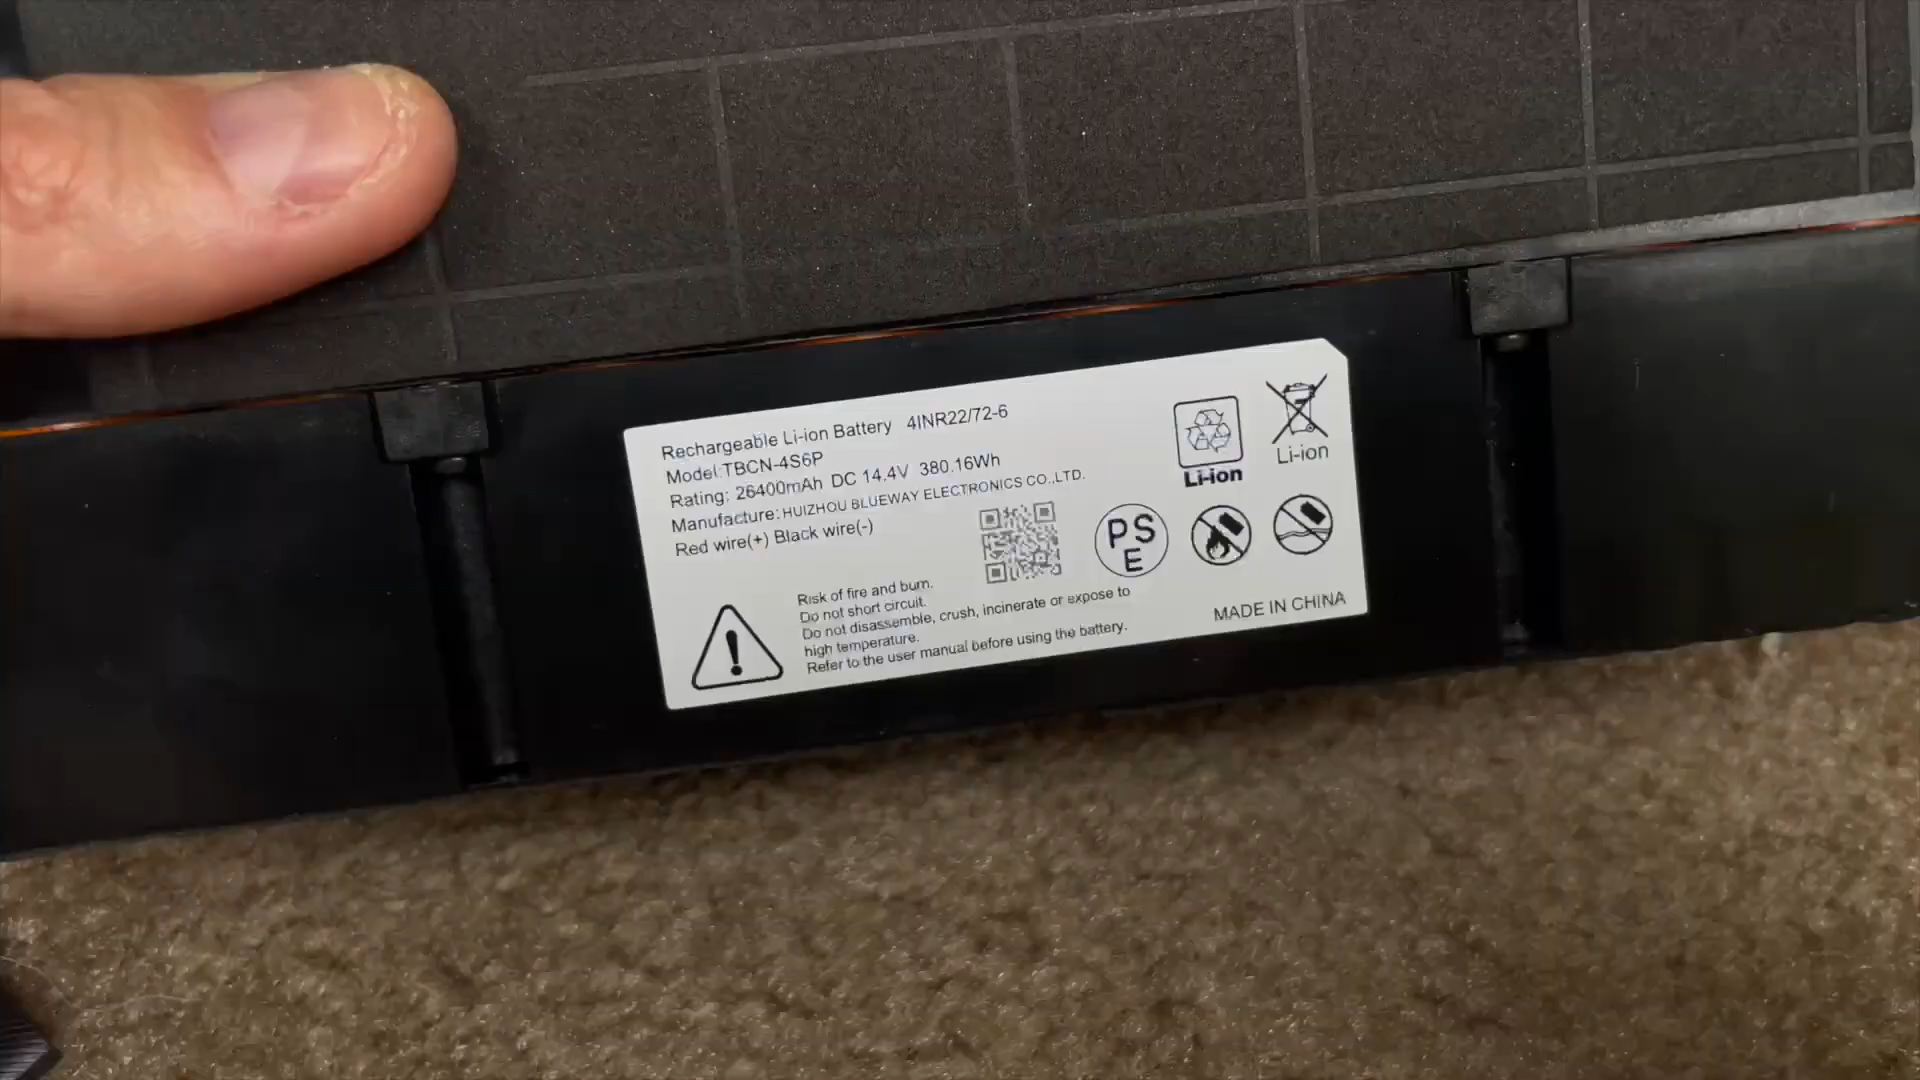 Rechargeable Li-ion Battery 4INR22/72-6
Model:TBCN-4S6P
Rating: 26400mAh DC 14.4V 380.16Wh
Manufacture: HUIZHOU BLUEWAY ELECTRONICS CO.,LTD.
Red wire(+) Black wire(-)
Li-ion
Li-ion
PS
E
Risk of fire and burn.
Do not short circuit.
Do not disassemble, crush, incinerate or expose to
high temperature.
Refer to the user manual before using the battery.
MADE IN CHINA